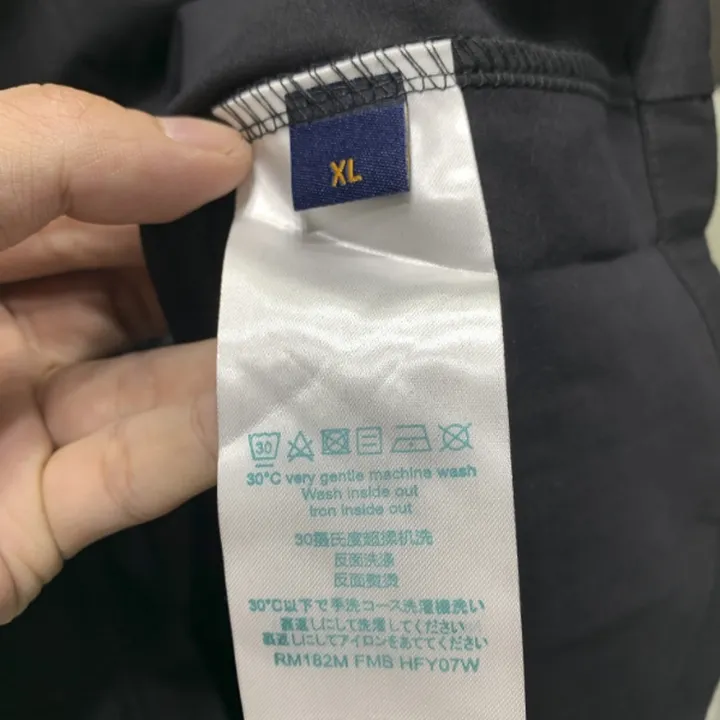 XL
30
30°C very gentle machine wash
Wash inside out
Iron inside out
30摄氏度超揉机洗
反面洗涤
反面熨烫
30°C以下で手洗コース洗濯機洗い
裏返しにして洗濯してください
裏返しにしてアイロンをあててください
RM182M FMB HFY07W